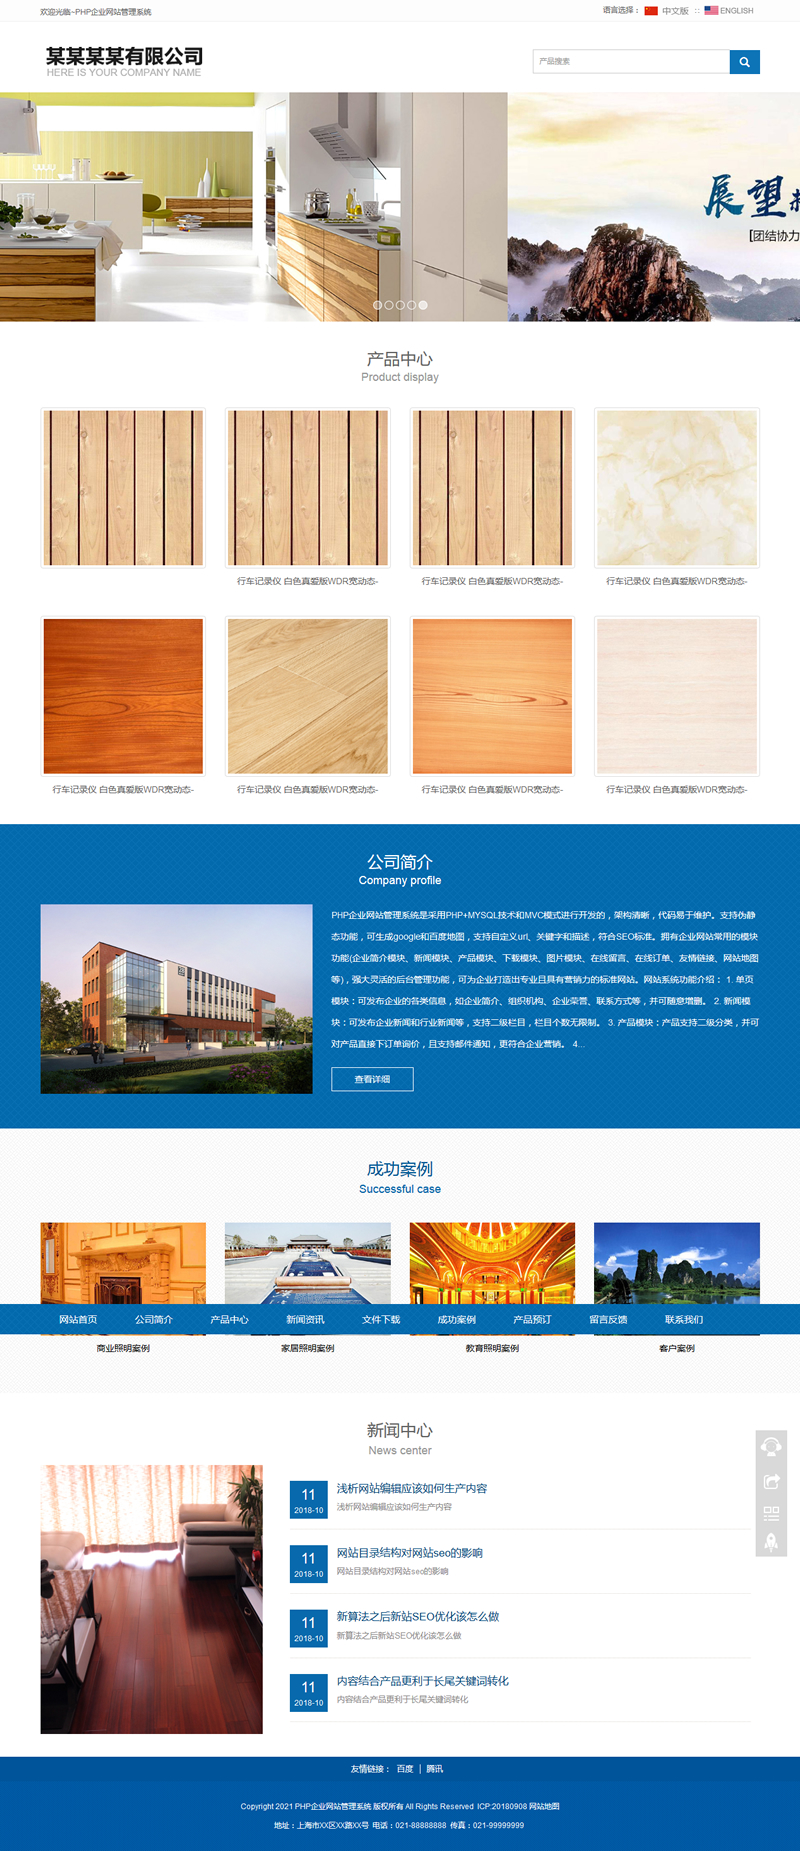 欢迎光临~PHP企业网站管理系统
语言选择： 中文版 :: ENGLISH
某某某某有限公司
HERE IS YOUR COMPANY NAME
产品搜索
展望
[团结协力
产品中心
Product display
行车记录仪 白色真爱版WDR宽动态-
行车记录仪 白色真爱版WDR宽动态-
行车记录仪 白色真爱版WDR宽动态-
行车记录仪 白色真爱版WDR宽动态-
行车记录仪 白色真爱版WDR宽动态-
行车记录仪 白色真爱版WDR宽动态-
行车记录仪 白色真爱版WDR宽动态-
公司简介
Company profile
PHP企业网站管理系统是采用PHP+MYSQL技术和MVC模式进行开发的，架构清晰，代码易于维护。支持伪静
态功能，可生成google和百度地图，支持自定义url、关键字和描述，符合SEO标准。拥有企业网站常用的模块
功能(企业简介模块、新闻模块、产品模块、下载模块、图片模块、在线留言、在线订单、友情链接、网站地图
等)，强大灵活的后台管理功能，可为企业打造出专业且具有营销力的标准网站。网站系统功能介绍： 1. 单页
模块：可发布企业的各类信息，如企业简介、组织机构、企业荣誉、联系方式等，并可随意增删。 2. 新闻模
块：可发布企业新闻和行业新闻等，支持二级栏目，栏目个数无限制。 3. 产品模块：产品支持二级分类，并可
对产品直接下订单询价，且支持邮件通知，更符合企业营销。 4...
查看详细
成功案例
Successful case
网站首页 公司简介 产品中心 新闻资讯 文件下载 成功案例 产品预订 留言反馈 联系我们
商业照明案例 家居照明案例 教育照明案例 客户案例
新闻中心
News center
11
2018-10
浅析网站编辑应该如何生产内容
浅析网站编辑应该如何生产内容
11
2018-10
网站目录结构对网站seo的影响
网站目录结构对网站seo的影响
11
2018-10
新算法之后新站SEO优化该怎么做
新算法之后新站SEO优化该怎么做
11
2018-10
内容结合产品更利于长尾关键词转化
内容结合产品更利于长尾关键词转化
友情链接： 百度 | 腾讯
Copyright 2021 PHP企业网站管理系统 版权所有 All Rights Reserved ICP:20180908 网站地图
地址：上海市XX区XX路XX号 电话：021-88888888 传真：021-99999999